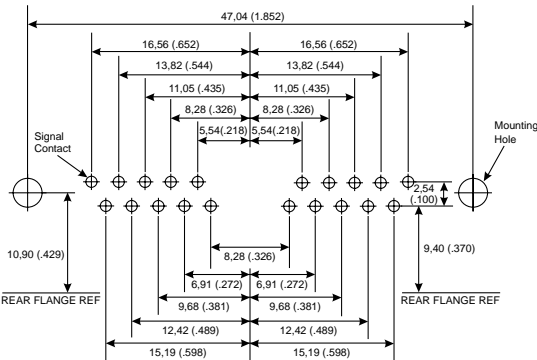 47,04 (1.852)
16,56 (.652) 16,56 (.652)
13,82 (.544) 13,82 (.544)
11,05 (.435) 11,05 (.435)
8,28 (.326) 8,28 (.326)
5,54(.218) 5,54(.218)
Signal
Contact
Mounting
Hole
2,54
(.100)
10,90 (.429)
9,40 (.370)
8,28 (.326)
6,91 (.272) 6,91 (.272)
REAR FLANGE REF REAR FLANGE REF
9,68 (.381) 9,68 (.381)
12,42 (.489) 12,42 (.489)
15,19 (.598) 15,19 (.598)